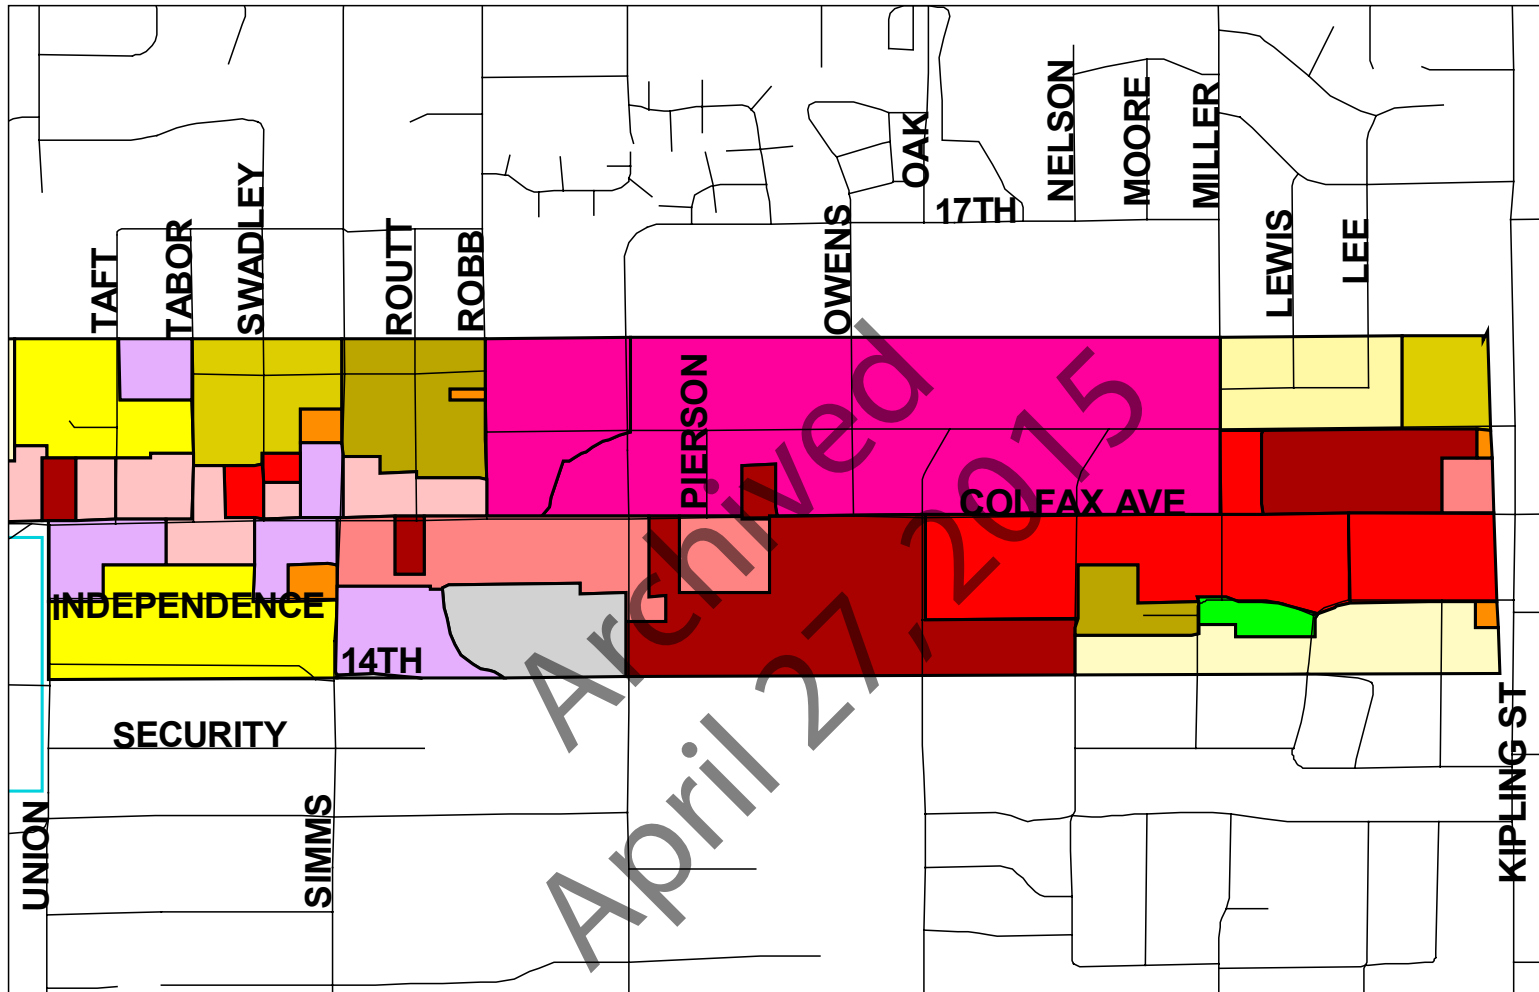 NELSON
MOORE
MILLER
OAK
17TH
SWADLEY
TABOR
TAFT
ROUTT
ROBB
OWENS
LEWIS
LEE
PIERSON
COLFAX AVE
INDEPENDENCE
14TH
SECURITY
UNION
SIMMS
KIPLING ST
Archived
April 27, 2015